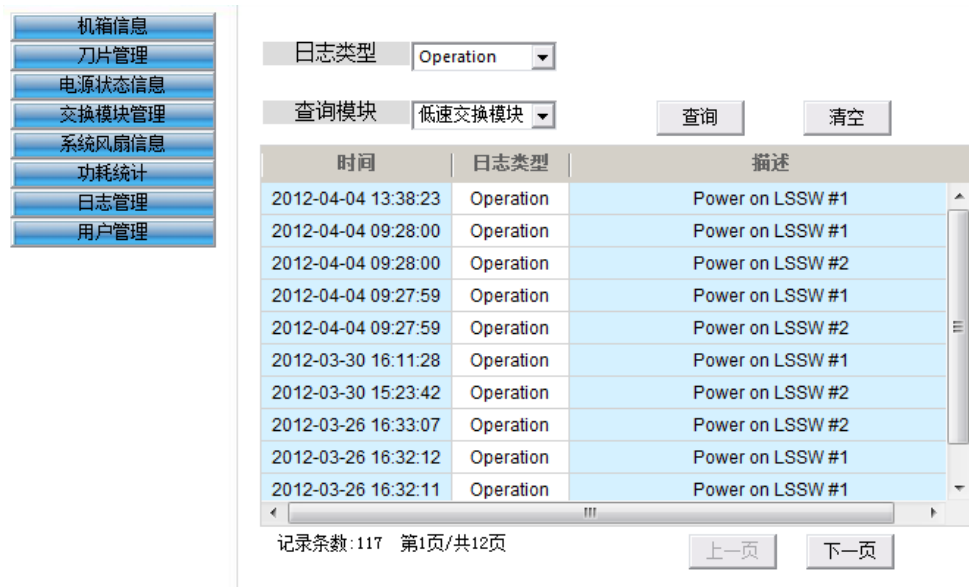 机箱信息
刀片管理
电源状态信息
交换模块管理
系统风扇信息
功耗统计
日志管理
用户管理
日志类型 Operation
查询模块 低速交换模块 查询 清空
时间 日志类型 描述
2012-04-04 13:38:23 Operation Power on LSSW #1
2012-04-04 09:28:00 Operation Power on LSSW #1
2012-04-04 09:28:00 Operation Power on LSSW #2
2012-04-04 09:27:59 Operation Power on LSSW #1
2012-04-04 09:27:59 Operation Power on LSSW #2
2012-03-30 16:11:28 Operation Power on LSSW #1
2012-03-30 15:23:42 Operation Power on LSSW #2
2012-03-26 16:33:07 Operation Power on LSSW #2
2012-03-26 16:32:12 Operation Power on LSSW #1
2012-03-26 16:32:11 Operation Power on LSSW #1
记录条数:117 第1页/共12页 上一页 下一页